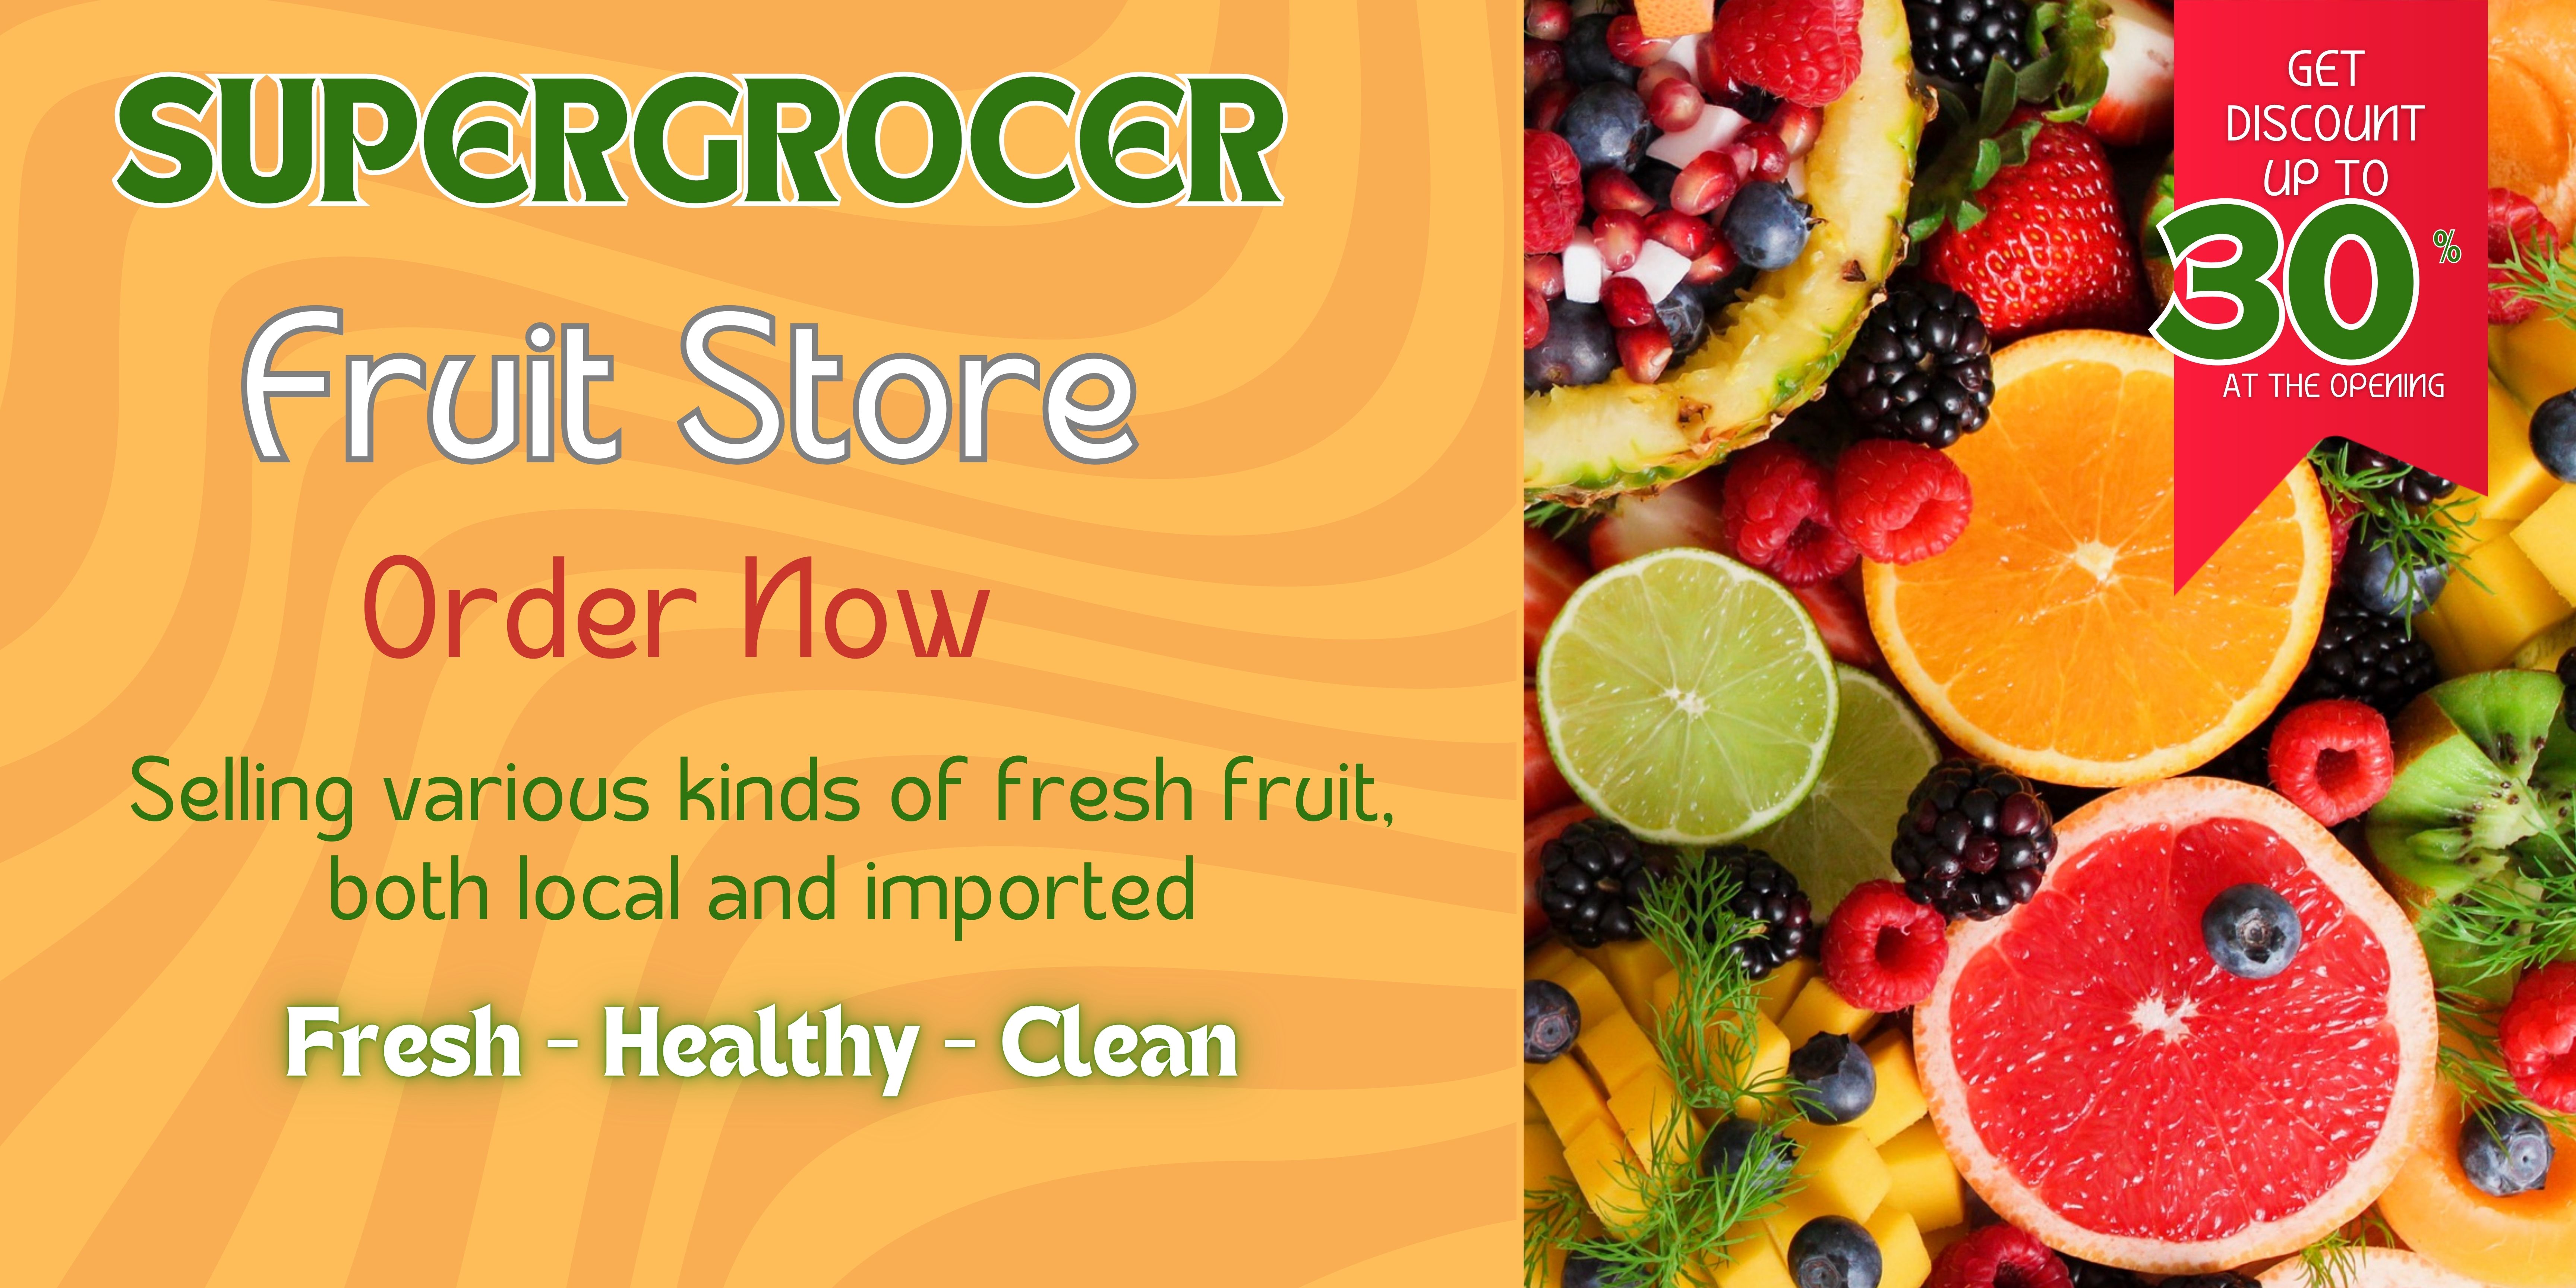 SUPERGROCER
Fruit Store
Order Now
Selling various kinds of fresh fruit,
both local and imported
Fresh - Healthy - Clean
GET
DISCOUNT
UP TO
30%
AT THE OPENING